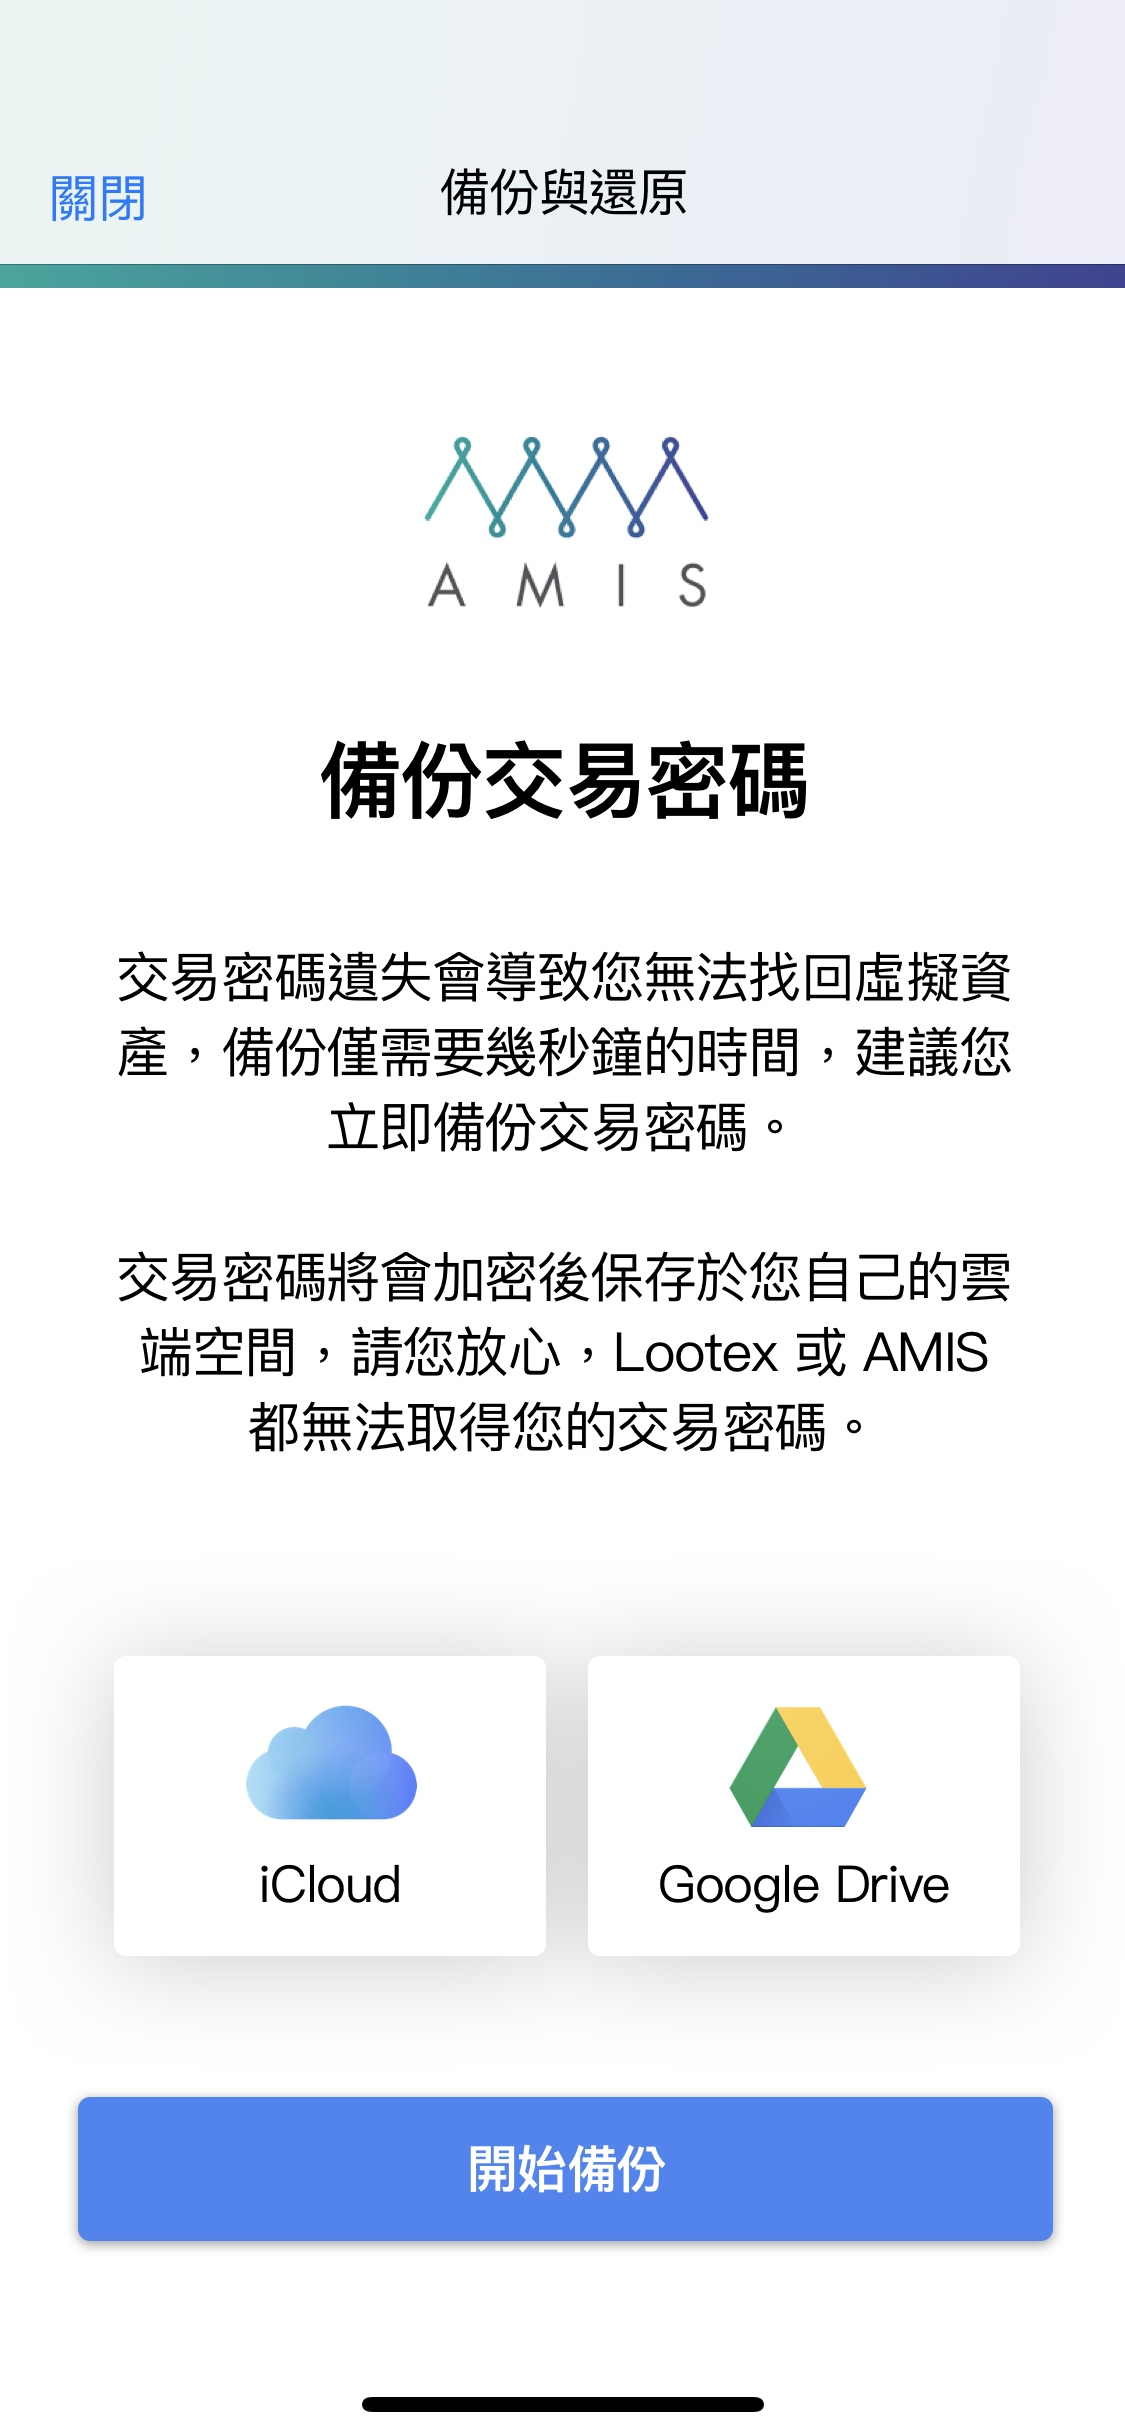 關閉
備份與還原
AMIS
備份交易密碼
交易密碼遺失會導致您無法找回虛擬資
產，備份僅需要幾秒鐘的時間，建議您
立即備份交易密碼。
交易密碼將會加密後保存於您自己的雲
端空間，請您放心，Lootex 或 AMIS
都無法取得您的交易密碼。
iCloud
Google Drive
開始備份